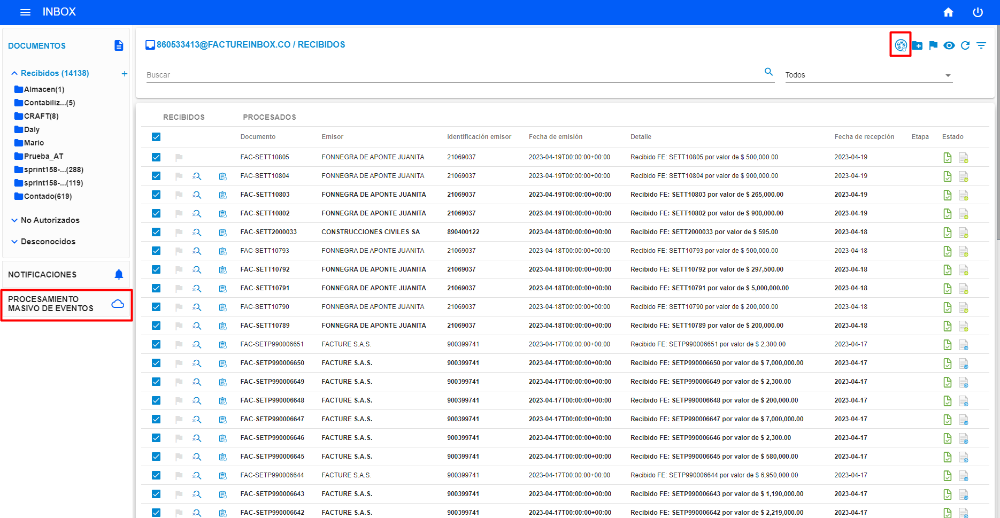 INBOX
DOCUMENTOS
Recibidos (14138)
Almacen(1)
Contabiliz...(5)
CRAFT(8)
Daly
Mario
Prueba_AT
sprint158-...(288)
sprint158-...(119)
Contado(619)
No Autorizados
Desconocidos
NOTIFICACIONES
PROCESAMIENTO
MASIVO DE EVENTOS
860533413@FACTUREINBOX.CO / RECIBIDOS
Buscar Todos
RECIBIDOS PROCESADOS
Documento Emisor Identificación emisor Fecha de emisión Detalle Fecha de recepción Etapa Estado
FAC-SETT10805 FONNEGRA DE APONTE JUANITA 21069037 2023-04-19T00:00:00+00:00 Recibido FE: SETT10805 por valor de $ 500,000.00 2023-04-19
FAC-SETT10804 FONNEGRA DE APONTE JUANITA 21069037 2023-04-19T00:00:00+00:00 Recibido FE: SETT10804 por valor de $ 900,000.00 2023-04-19
FAC-SETT10803 FONNEGRA DE APONTE JUANITA 21069037 2023-04-19T00:00:00+00:00 Recibido FE: SETT10803 por valor de $ 265,000.00 2023-04-19
FAC-SETT10802 FONNEGRA DE APONTE JUANITA 21069037 2023-04-19T00:00:00+00:00 Recibido FE: SETT10802 por valor de $ 900,000.00 2023-04-19
FAC-SETT2000033 CONSTRUCCIONES CIVILES SA 890400122 2023-04-18T00:00:00+00:00 Recibido FE: SETT2000033 por valor de $ 595.00 2023-04-18
FAC-SETT10793 FONNEGRA DE APONTE JUANITA 21069037 2023-04-18T00:00:00+00:00 Recibido FE: SETT10793 por valor de $ 500,000.00 2023-04-18
FAC-SETT10792 FONNEGRA DE APONTE JUANITA 21069037 2023-04-18T00:00:00+00:00 Recibido FE: SETT10792 por valor de $ 297,500.00 2023-04-18
FAC-SETT10791 FONNEGRA DE APONTE JUANITA 21069037 2023-04-18T00:00:00+00:00 Recibido FE: SETT10791 por valor de $ 5,000,000.00 2023-04-18
FAC-SETT10790 FONNEGRA DE APONTE JUANITA 21069037 2023-04-18T00:00:00+00:00 Recibido FE: SETT10790 por valor de $ 200,000.00 2023-04-18
FAC-SETT10789 FONNEGRA DE APONTE JUANITA 21069037 2023-04-18T00:00:00+00:00 Recibido FE: SETT10789 por valor de $ 200,000.00 2023-04-18
FAC-SETP990006651 FACTURE S.A.S. 900399741 2023-04-17T00:00:00+00:00 Recibido FE: SETP990006651 por valor de $ 2,300.00 2023-04-17
FAC-SETP990006650 FACTURE S.A.S. 900399741 2023-04-17T00:00:00+00:00 Recibido FE: SETP990006650 por valor de $ 7,000,000.00 2023-04-17
FAC-SETP990006649 FACTURE S.A.S. 900399741 2023-04-17T00:00:00+00:00 Recibido FE: SETP990006649 por valor de $ 2,300.00 2023-04-17
FAC-SETP990006648 FACTURE S.A.S. 900399741 2023-04-17T00:00:00+00:00 Recibido FE: SETP990006648 por valor de $ 200,000.00 2023-04-17
FAC-SETP990006647 FACTURE S.A.S. 900399741 2023-04-17T00:00:00+00:00 Recibido FE: SETP990006647 por valor de $ 7,000,000.00 2023-04-17
FAC-SETP990006646 FACTURE S.A.S. 900399741 2023-04-17T00:00:00+00:00 Recibido FE: SETP990006646 por valor de $ 2,300.00 2023-04-17
FAC-SETP990006645 FACTURE S.A.S. 900399741 2023-04-17T00:00:00+00:00 Recibido FE: SETP990006645 por valor de $ 580,000.00 2023-04-17
FAC-SETP990006644 FACTURE S.A.S. 900399741 2023-04-17T00:00:00+00:00 Recibido FE: SETP990006644 por valor de $ 6,950,000.00 2023-04-17
FAC-SETP990006643 FACTURE S.A.S. 900399741 2023-04-17T00:00:00+00:00 Recibido FE: SETP990006643 por valor de $ 1,190,000.00 2023-04-17
FAC-SETP990006642 FACTURE S.A.S. 900399741 2023-04-17T00:00:00+00:00 Recibido FE: SETP990006642 por valor de $ 2,219,000.00 2023-04-17